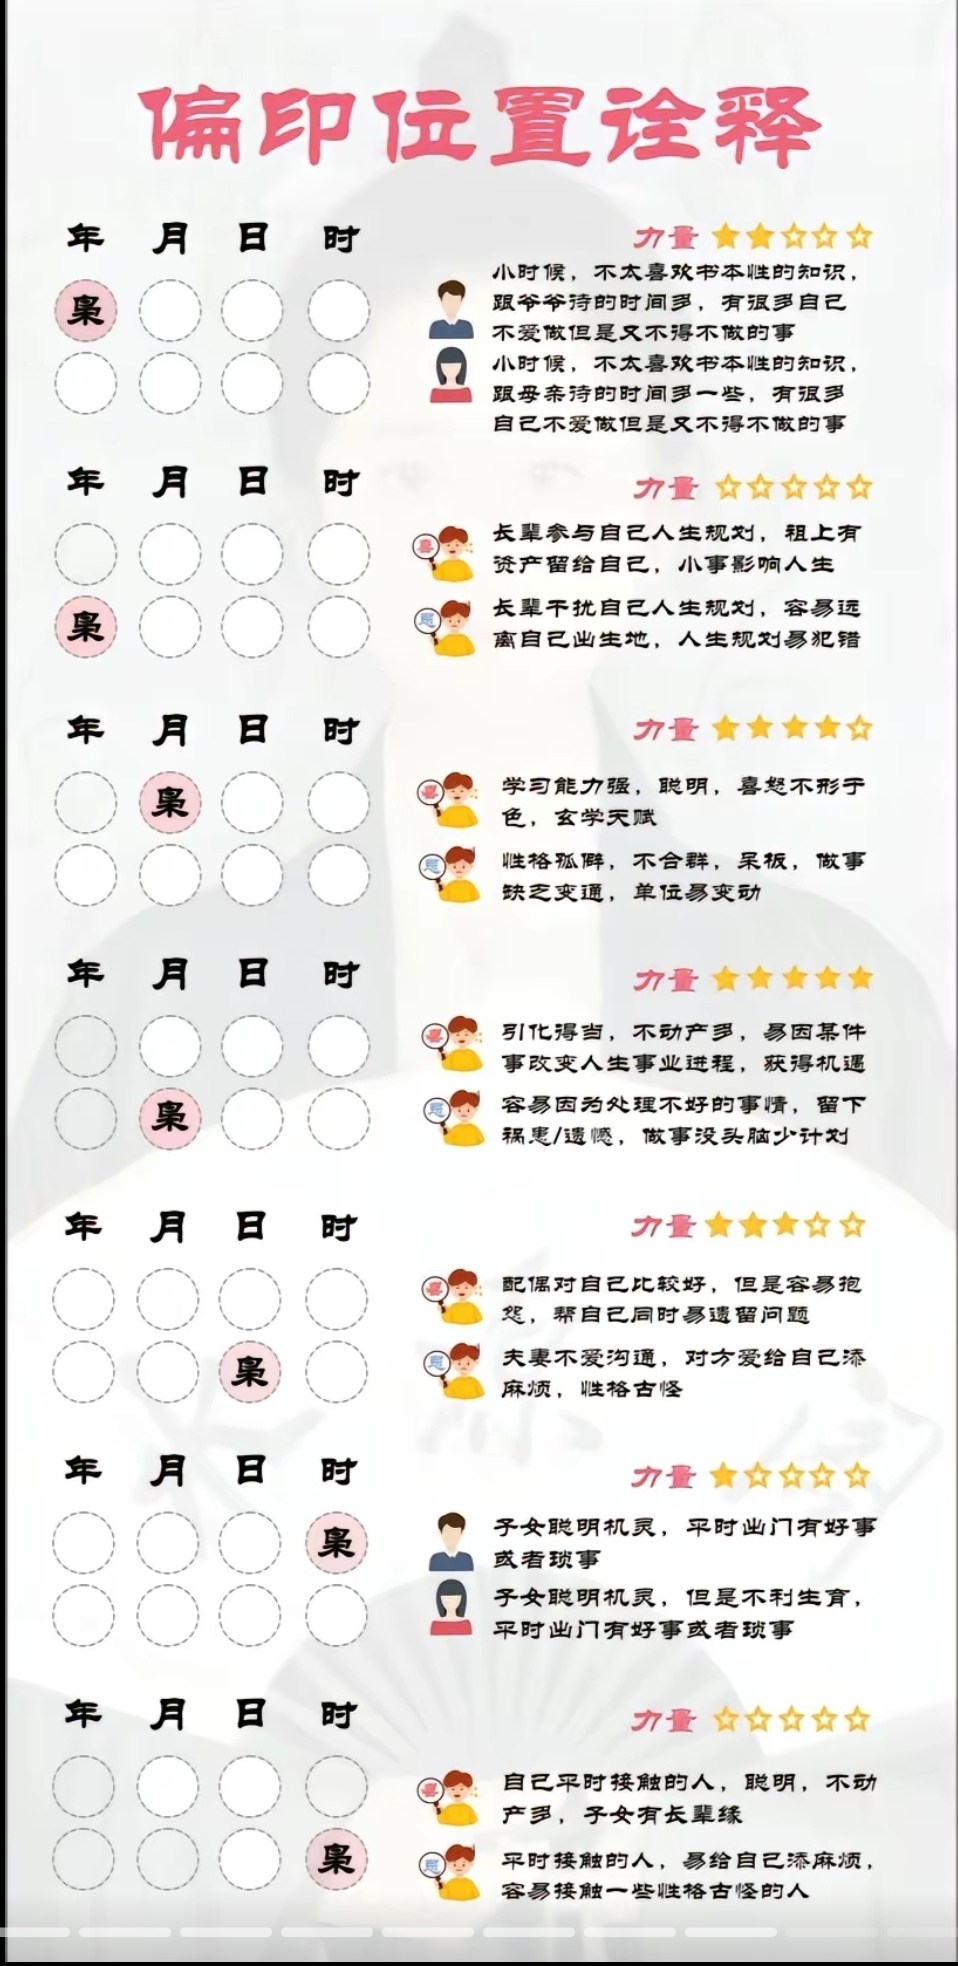 偏印位置诠释
年 月 日 时
力量
枭
小时候，不太喜欢书本性的知识，
跟爷爷待的时间多，有很多自己
不爱做但是又不得不做的事
小时候，不太喜欢书本性的知识，
跟母亲待的时间多一些，有很多
自己不爱做但是又不得不做的事
年 月 日 时
力量
喜
长辈参与自己人生规划，祖上有
资产留给自己，小事影响人生
枭
忌
长辈干扰自己人生规划，容易远
离自己出生地，人生规划易犯错
年 月 日 时
力量
枭
喜
学习能力强，聪明，喜怒不形于
色，玄学天赋
忌
性格孤僻，不合群，呆板，做事
缺乏变通，单位易变动
年 月 日 时
力量
喜
引化得当，不动产多，易因某件
事改变人生事业进程，获得机遇
枭
忌
容易因为处理不好的事情，留下
祸患/遗憾，做事没头脑少计划
年 月 日 时
力量
喜
配偶对自己比较好，但是容易抱
怨，帮自己同时易遗留问题
枭
忌
夫妻不爱沟通，对方爱给自己添
麻烦，性格古怪
年 月 日 时
力量
枭
子女聪明机灵，平时出门有好事
或者琐事
子女聪明机灵，但是不利生育，
平时出门有好事或者琐事
年 月 日 时
力量
喜
自己平时接触的人，聪明，不动
产多，子女有长辈缘
枭
忌
平时接触的人，易给自己添麻烦，
容易接触一些性格古怪的人